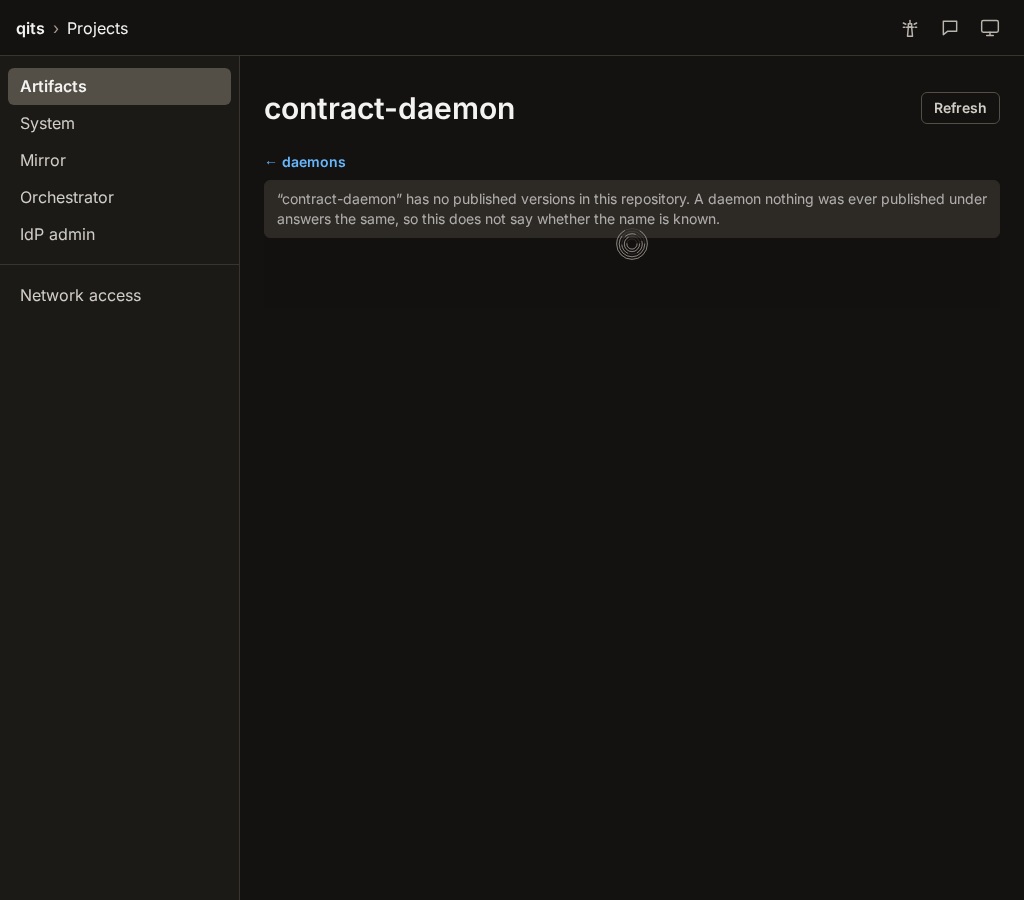 qits › Projects
Artifacts
System
Mirror
Orchestrator
IdP admin
Network access
contract-daemon
Refresh
← daemons
“contract-daemon” has no published versions in this repository. A daemon nothing was ever published under
answers the same, so this does not say whether the name is known.